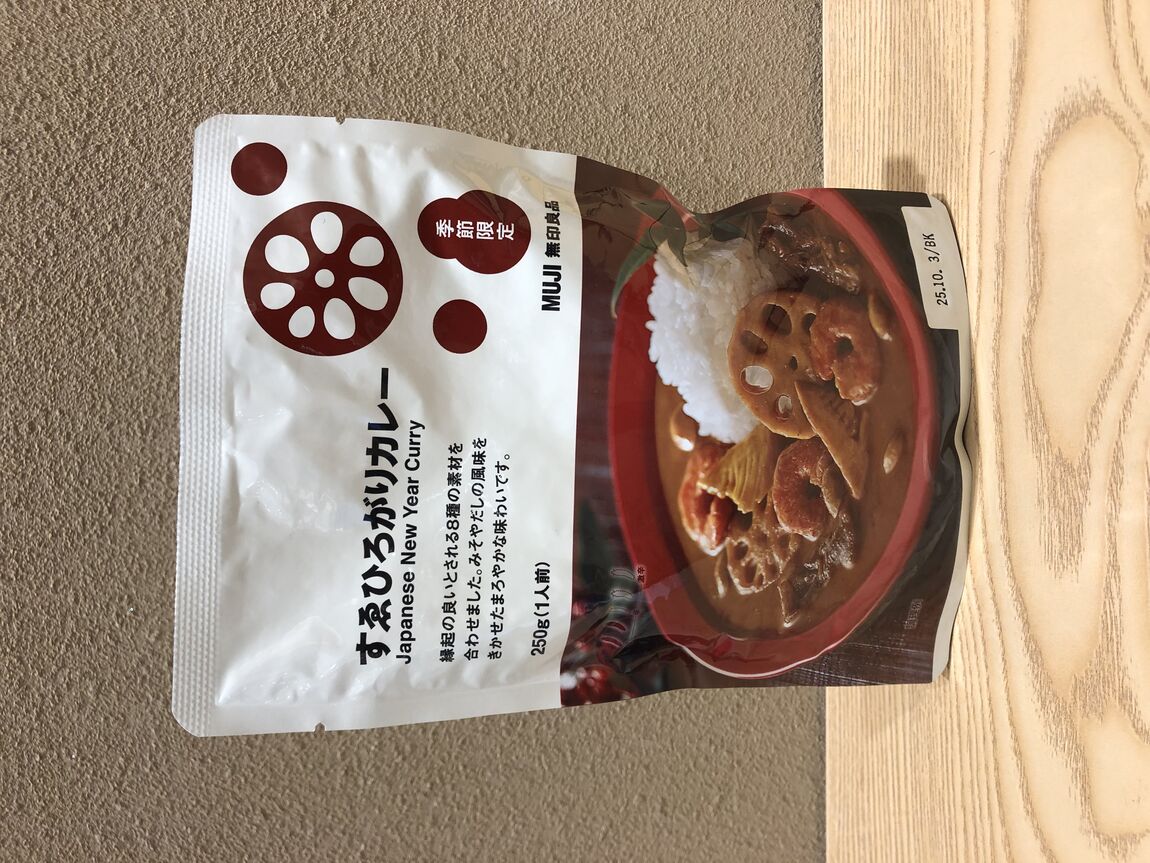 すゑひろがりカレー
Japanese New Year Curry
縁起の良いとされる8種の素材を
合わせました。みそやだしの風味を
きかせたまろやかな味わいです。
250g(1人前)
季節
限定
MUJI 無印良品
25.10. 3/BK